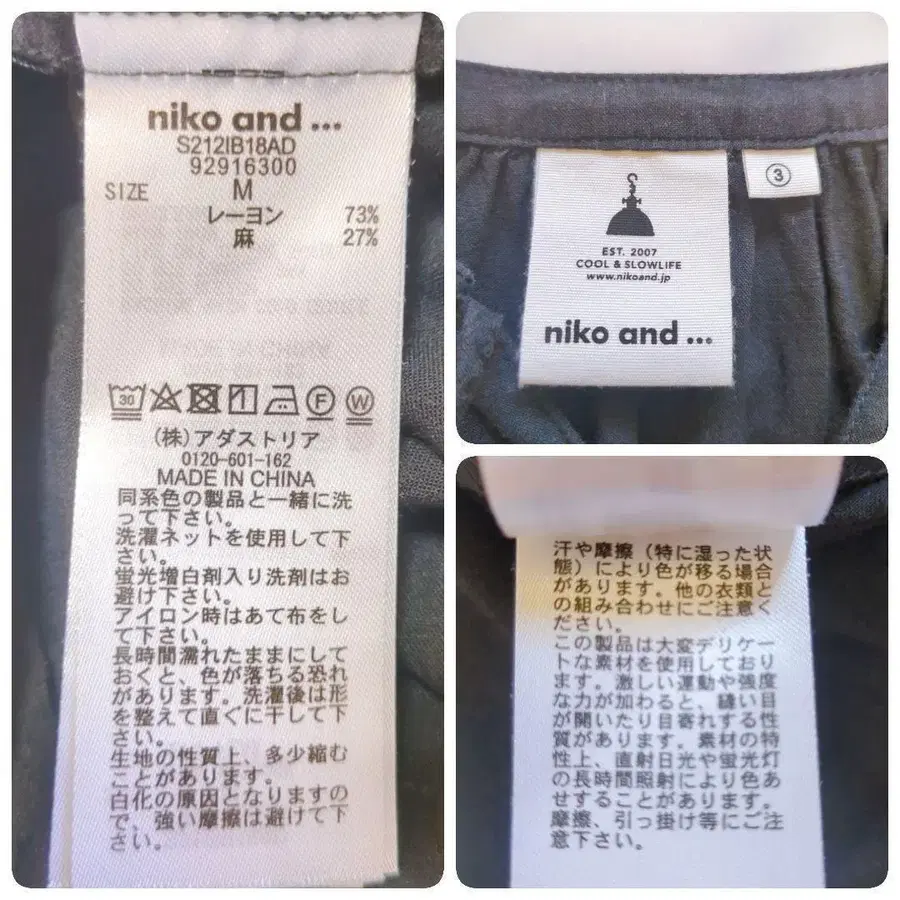 niko and ...
S212IB18AD
92916300
SIZE M
レーヨン 73%
麻 27%
30
F
W
(株)アダストリア
0120-601-162
MADE IN CHINA
同系色の製品と一緒に洗
って下さい。
洗濯ネットを使用して下
さい。
蛍光増白剤入り洗剤はお
避け下さい。
アイロン時はあて布をし
て下さい。
長時間濡れたままにして
おくと、色が落ちる恐れ
があります。洗濯後は形
を整えて直ぐに干して下
さい。
生地の性質上、多少縮む
ことがあります。
白化の原因となりますの
で、強い摩擦は避けて下
さい。
EST. 2007
COOL & SLOWLIFE
www.nikoand.jp
niko and ...
③
汗や摩擦(特に湿った状
態)により色が移る場合
があります。他の衣類と
の組み合わせにご注意く
ださい。
この製品は大変デリケー
トな素材を使用しており
ます。激しい運動や強度
な力が加わると、縫い目
が開いたり目寄れする性
質があります。素材の特
性上、直射日光や蛍光灯
の長時間照射により色あ
せすることがあります。
摩擦、引っ掛け等にご注
意下さい。